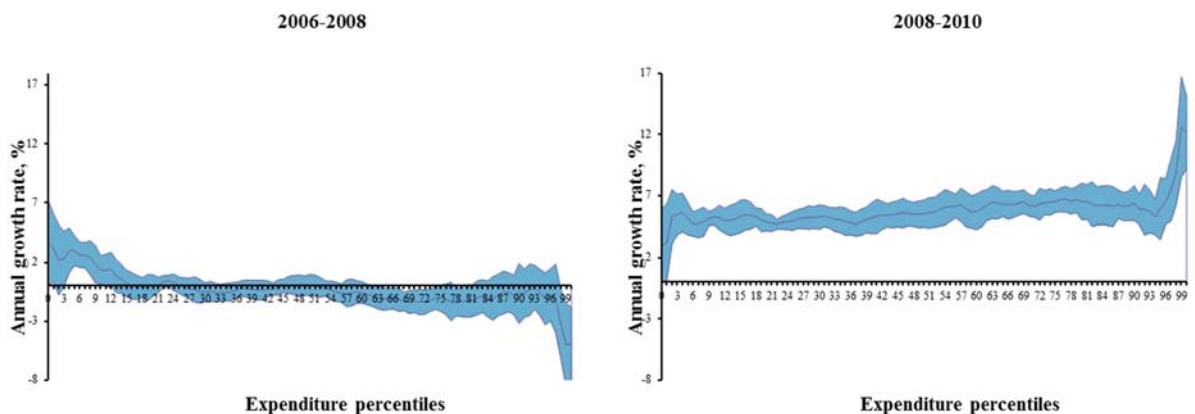 2006-2008
17
12
7
2
-3
-8
Annual growth rate, %
3 6 9 12 15 18 21 24 27 30 33 36 39 42 45 48 51 54 57 60 63 66 69 72 75 78 81 84 87 90 93 96 99
Expenditure percentiles
2008-2010
17
12
7
2
-3
-8
Annual growth rate, %
0 3 6 9 12 15 18 21 24 27 30 33 36 39 42 45 48 51 54 57 60 63 66 69 72 75 78 81 84 87 90 93 96 99
Expenditure percentiles